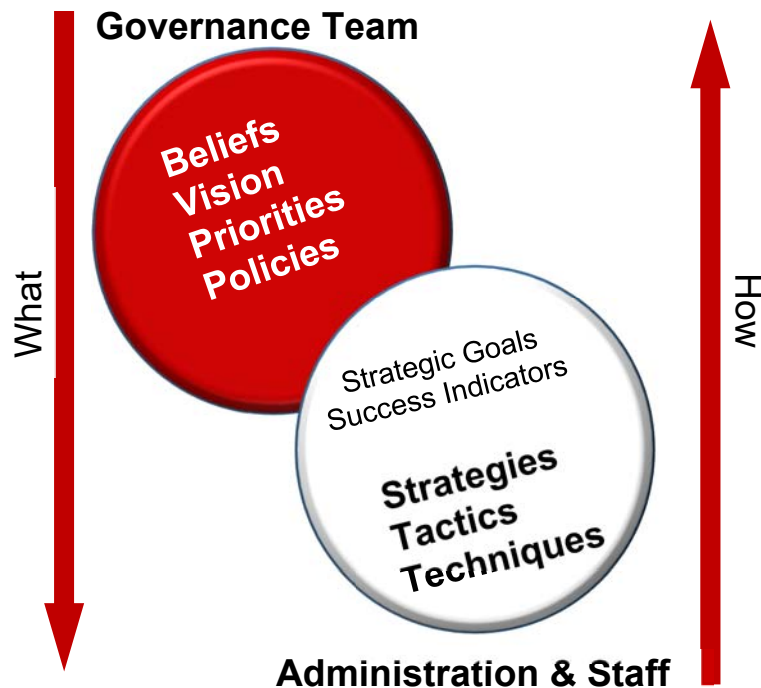 Governance Team
Beliefs
Vision
Priorities
Policies
What
How
Strategic Goals
Success Indicators
Strategies
Tactics
Techniques
Administration & Staff